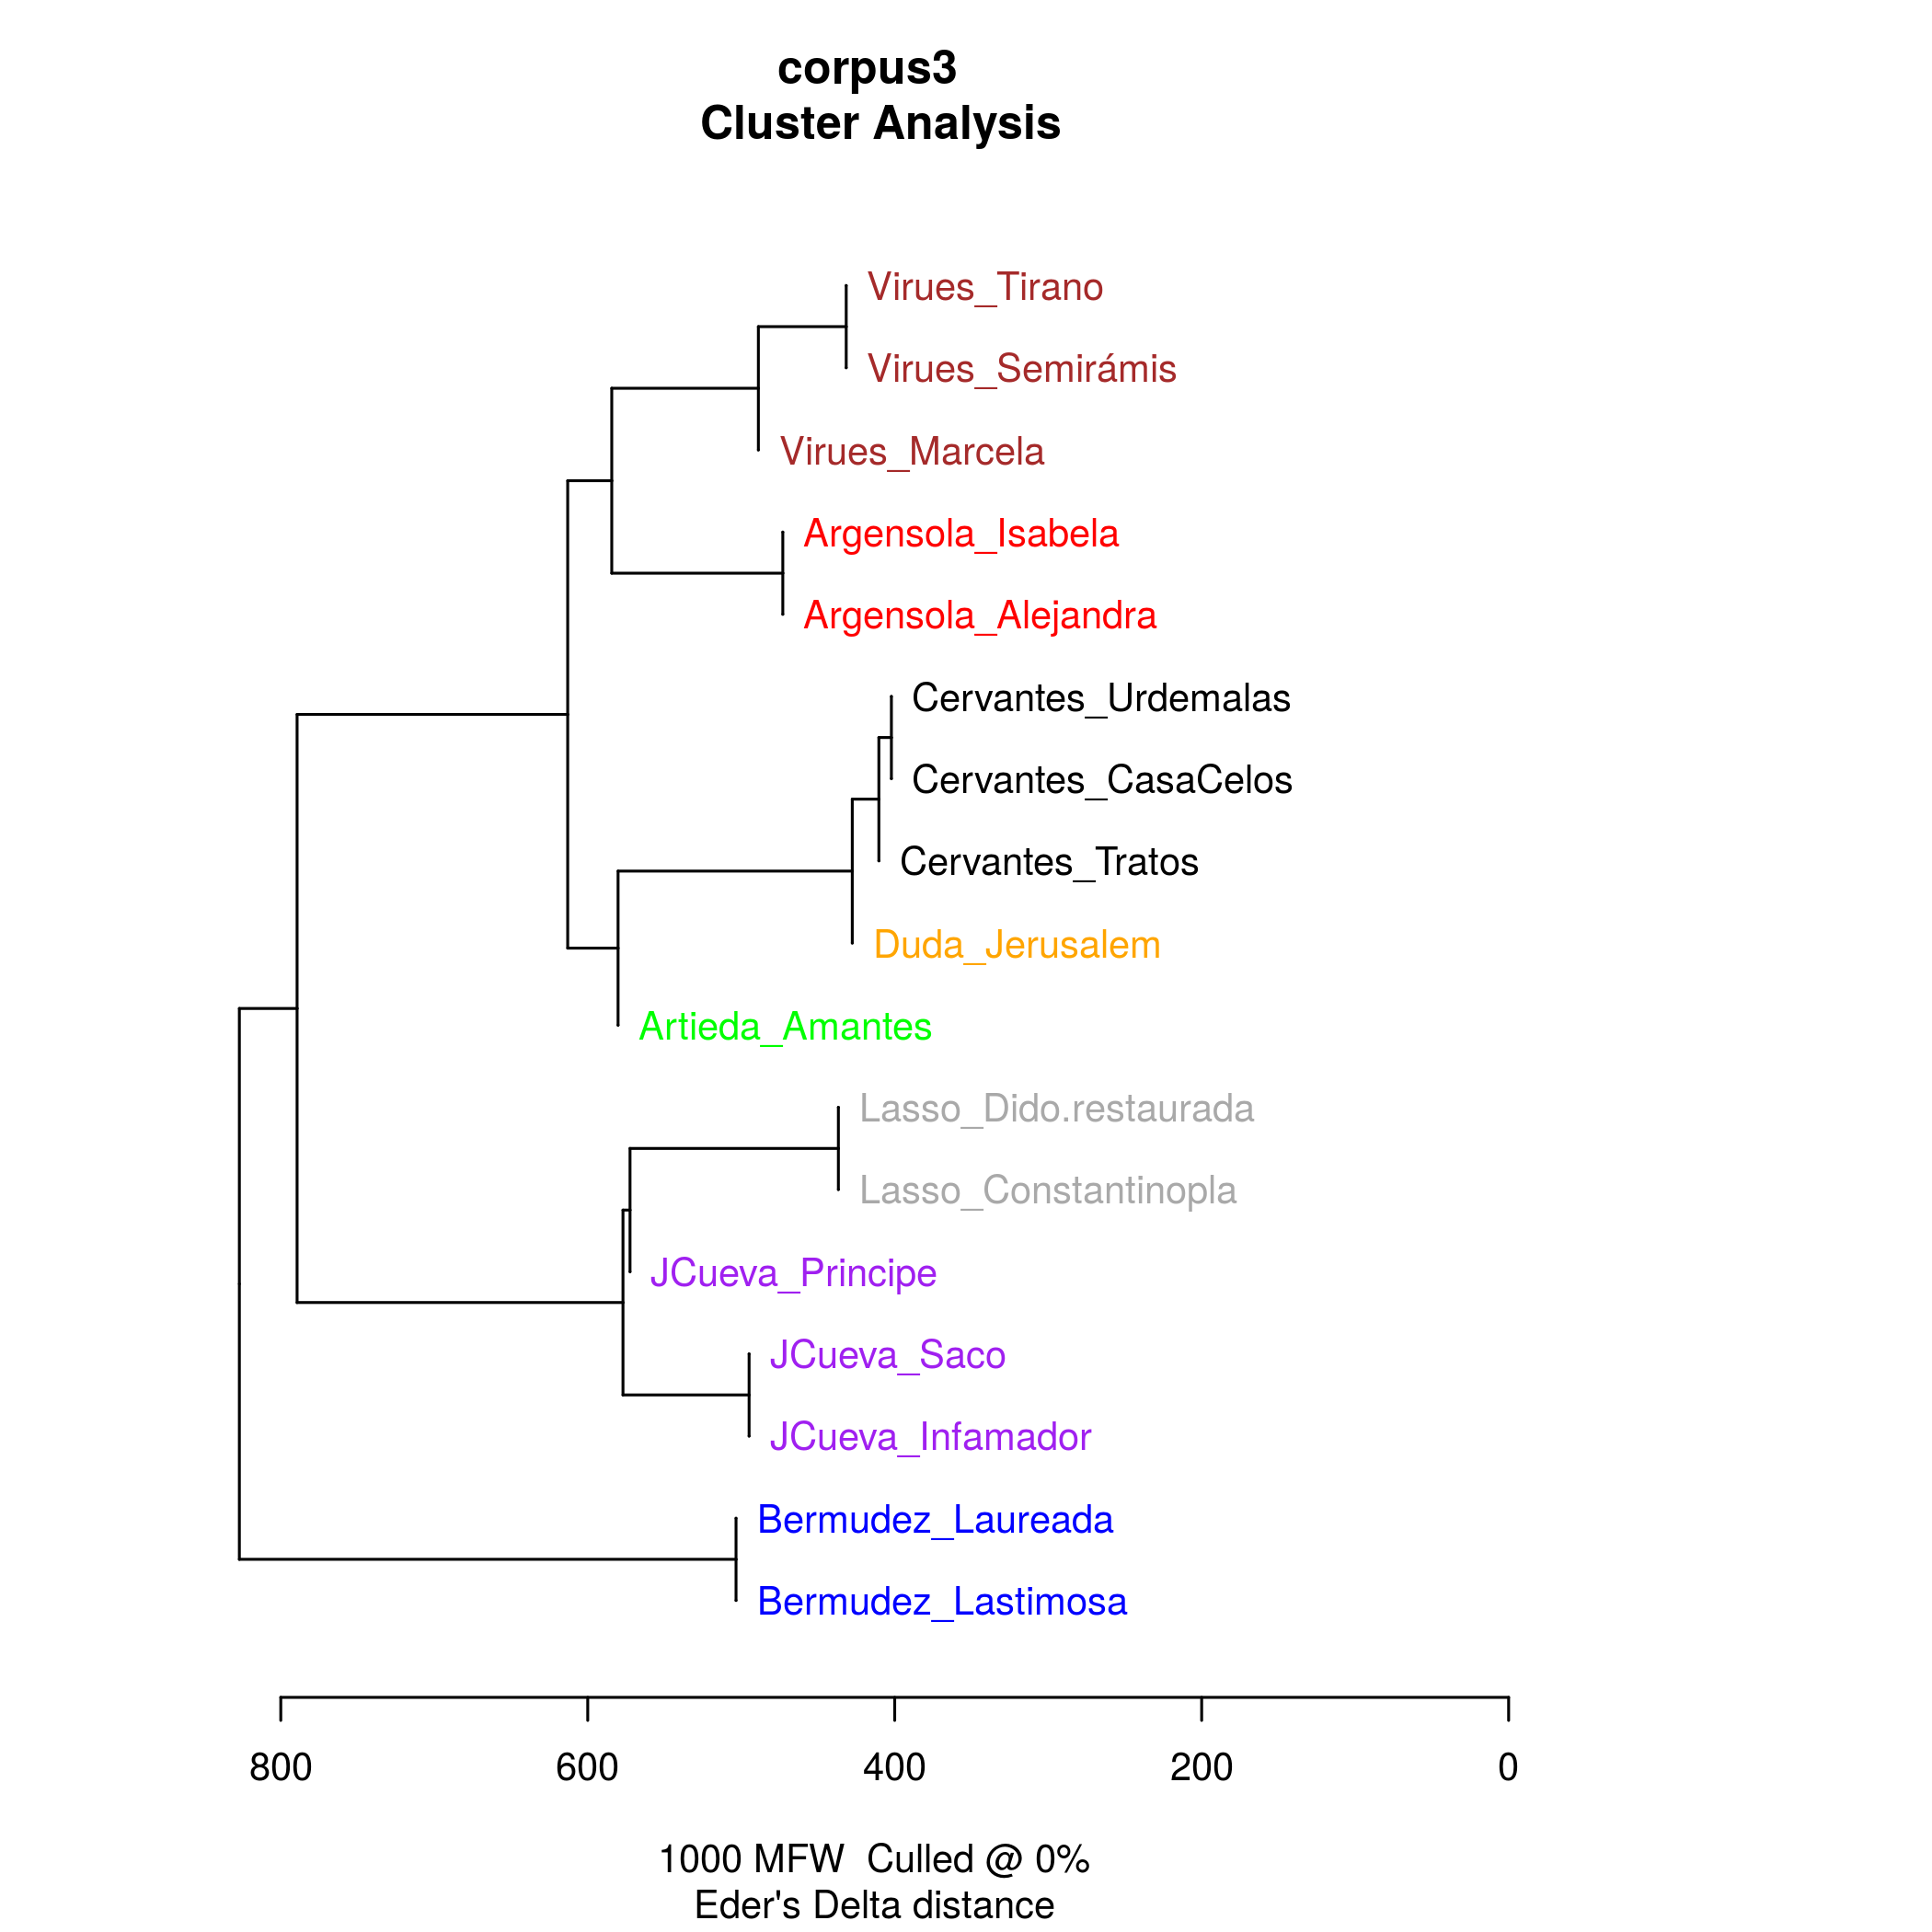 corpus3
Cluster Analysis
Virues_Tirano
Virues_Semirámis
Virues_Marcela
Argensola_Isabela
Argensola_Alejandra
Cervantes_Urdemalas
Cervantes_CasaCelos
Cervantes_Tratos
Duda_Jerusalem
Artieda_Amantes
Lasso_Dido.restaurada
Lasso_Constantinopla
JCueva_Principe
JCueva_Saco
JCueva_Infamador
Bermudez_Laureada
Bermudez_Lastimosa
800 600 400 200 0
1000 MFW  Culled @ 0%
Eder's Delta distance